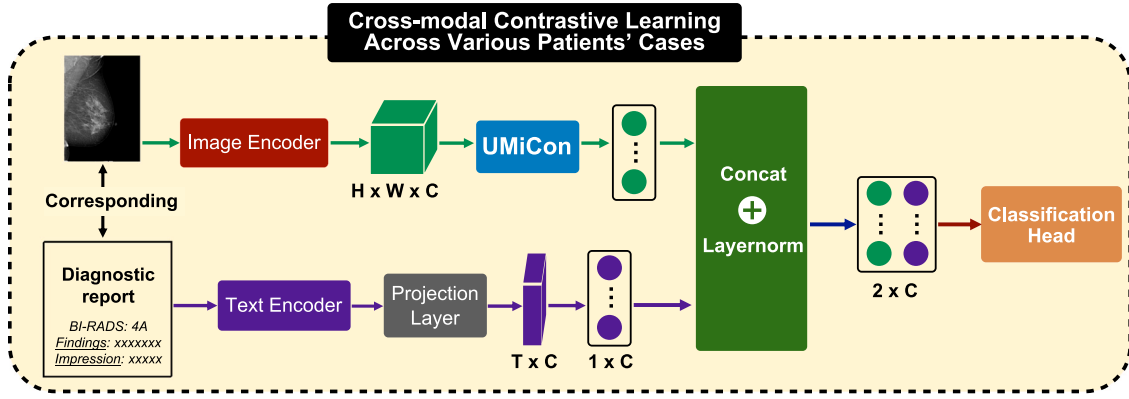 Cross-modal Contrastive Learning
Across Various Patients' Cases
Image Encoder
H x W x C
UMiCon
Corresponding
Diagnostic
report
BI-RADS: 4A
Findings: xxxxxxx
Impression: xxxxx
Text Encoder
Projection
Layer
T x C
1 x C
Concat
+
Layernorm
2 x C
Classification
Head